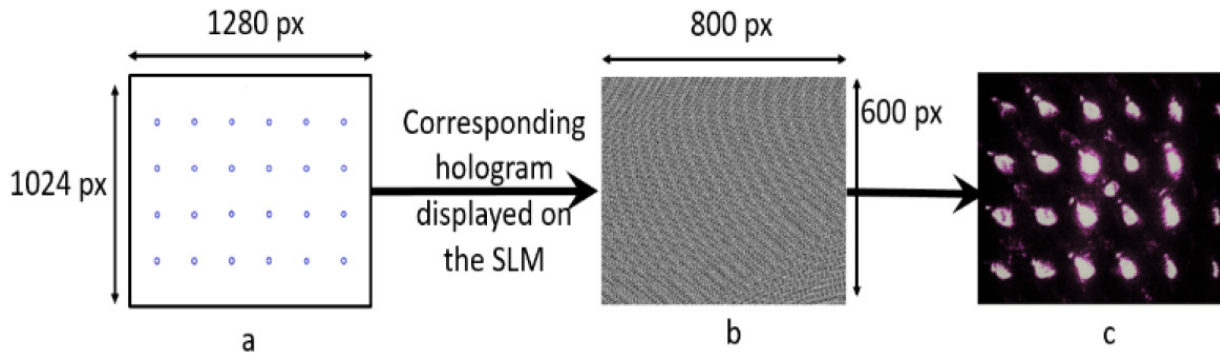 1280 px
800 px
1024 px
Corresponding
hologram
displayed on
the SLM
600 px
a
b
c